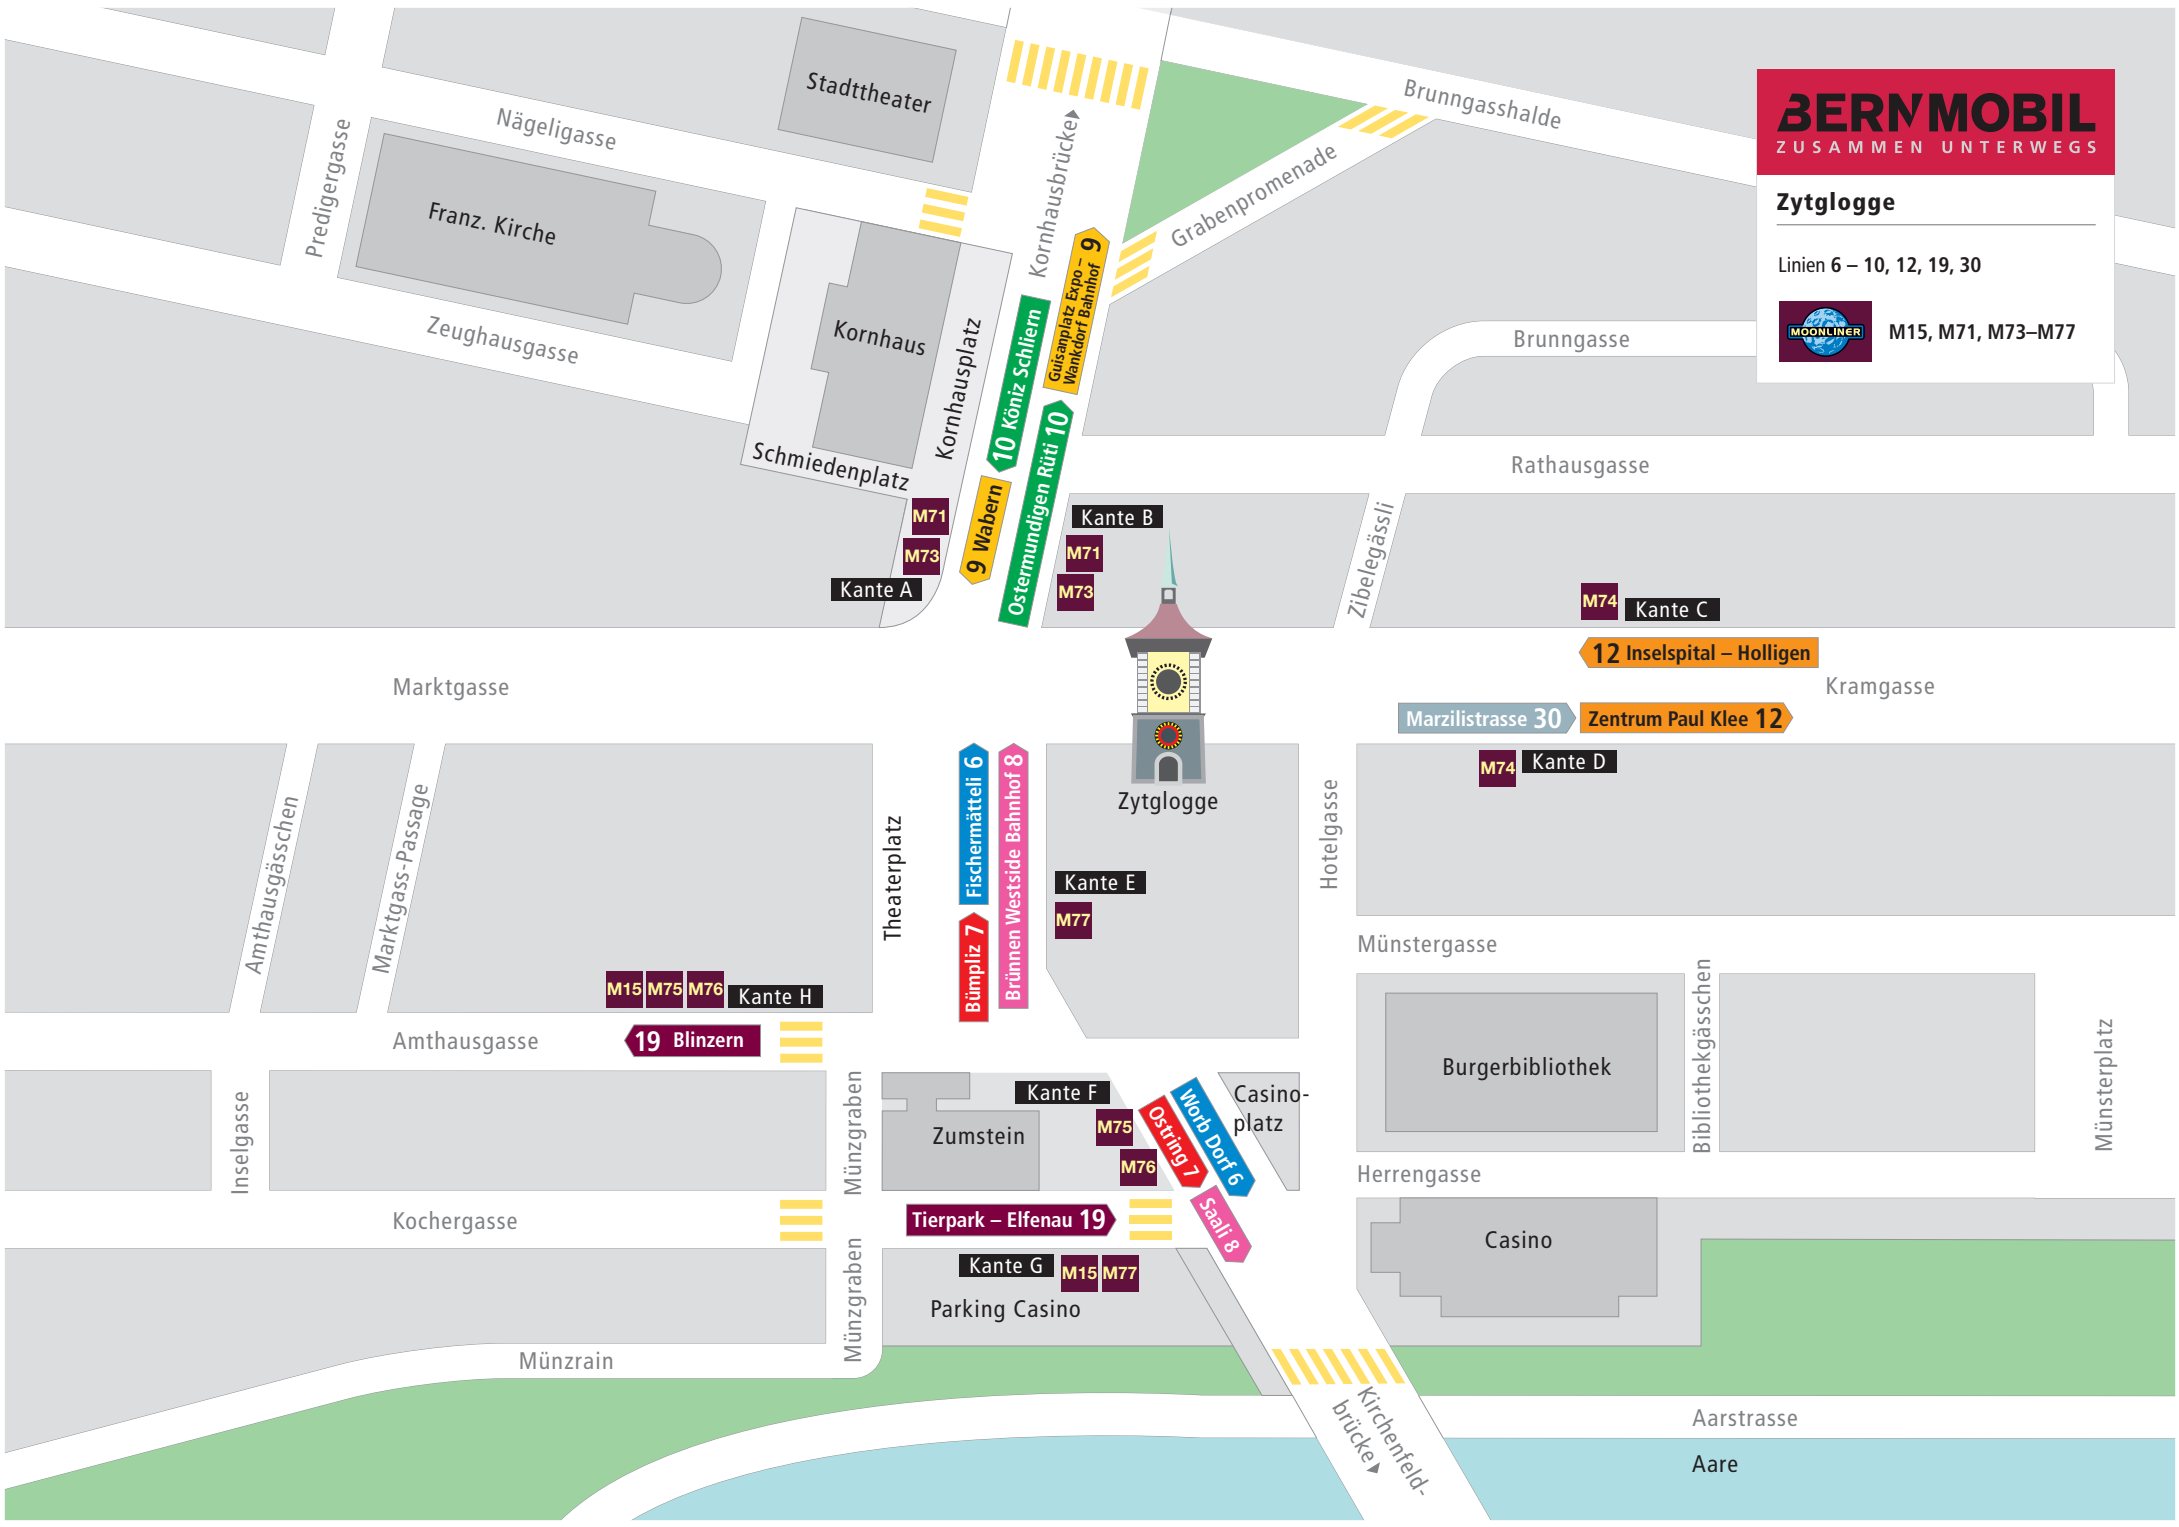 BERNMOBIL
ZUSAMMEN UNTERWEGS
Zytglogge
Linien 6 – 10, 12, 19, 30
MOONLINER
M15, M71, M73–M77
Stadttheater
Nägeligasse
Predigergasse
Franz. Kirche
Zeughausgasse
Kornhaus
Kornhausplatz
Schmiedenplatz
Kornhausbrücke
Brunngasshalde
Grabenpromenade
Brunngasse
Rathausgasse
Zibelegässli
10 Köniz Schliern
Guisanplatz Expo –
Wankdorf Bahnhof 9
9 Wabern
Ostermundigen Rüti 10
M71
M73
Kante A
Kante B
M71
M73
M74
Kante C
12 Inselspital – Holligen
Marktgasse
Kramgasse
Marzilistrasse 30
Zentrum Paul Klee 12
M74
Kante D
Zytglogge
Amthausgässchen
Marktgass-Passage
Theaterplatz
Fischermätteli 6
Bümpliz 7
Brünnen Westside Bahnhof 8
Kante E
M77
Hotelgasse
Münstergasse
M15 M75 M76
Kante H
Amthausgasse
19 Blinzern
Inselgasse
Münzgraben
Kante F
M75
M76
Zumstein
Ostring 7
Worb Dorf 6
Saali 8
Casino-
platz
Burgerbibliothek
Bibliothekgässchen
Münsterplatz
Herrengasse
Kochergasse
Tierpark – Elfenau 19
Kante G
M15 M77
Parking Casino
Casino
Münzgraben
Münzrain
Kirchenfeld-
brücke
Aarstrasse
Aare